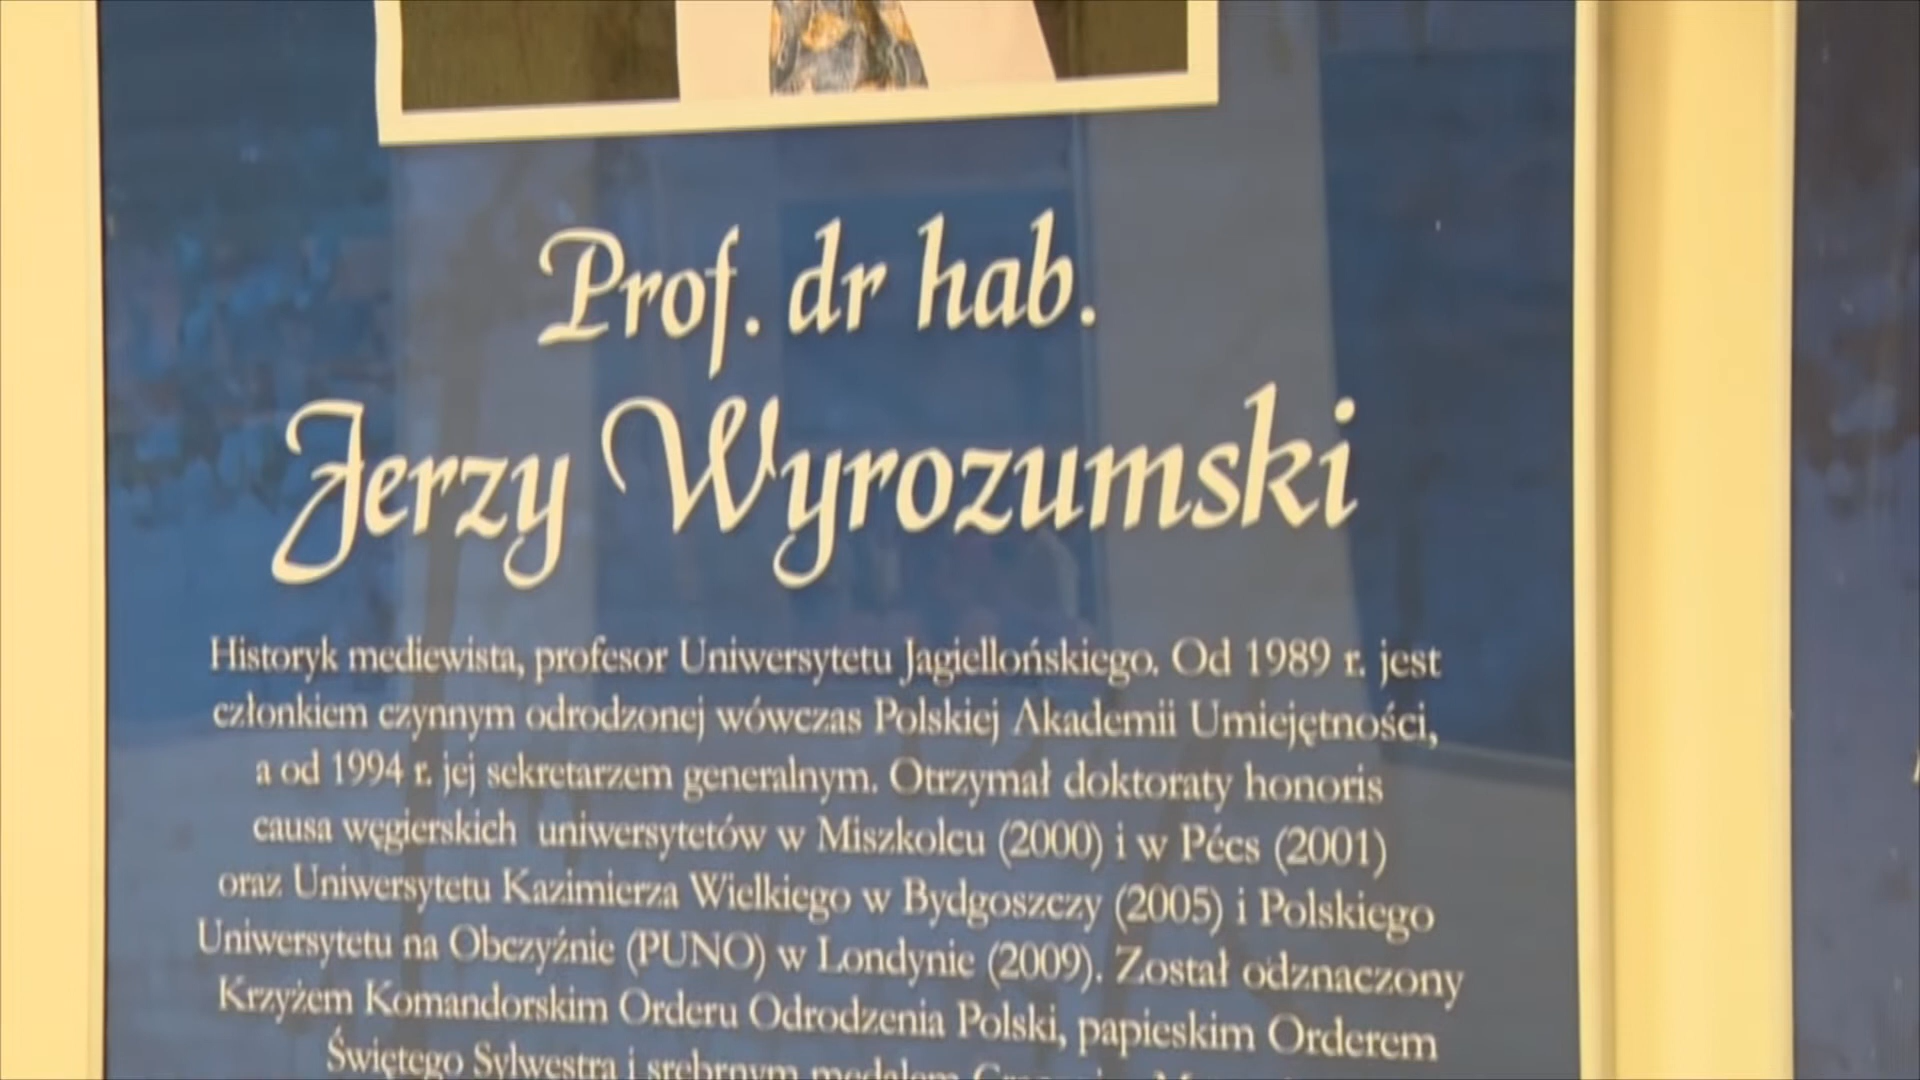 Prof. dr hab.
Jerzy Wyrozumski
Historyk mediewista, profesor Uniwersytetu Jagiellońskiego. Od 1989 r. jest
członkiem czynnym odrodzonej wówczas Polskiej Akademii Umiejętności,
a od 1994 r. jej sekretarzem generalnym. Otrzymał doktoraty honoris
causa węgierskich uniwersytetów w Miszkolcu (2000) i w Pécs (2001)
oraz Uniwersytetu Kazimierza Wielkiego w Bydgoszczy (2005) i Polskiego
Uniwersytetu na Obczyźnie (PUNO) w Londynie (2009). Został odznaczony
Krzyżem Komandorskim Orderu Odrodzenia Polski, papieskim Orderem
Świętego Sylwestra i srebrnym medalem